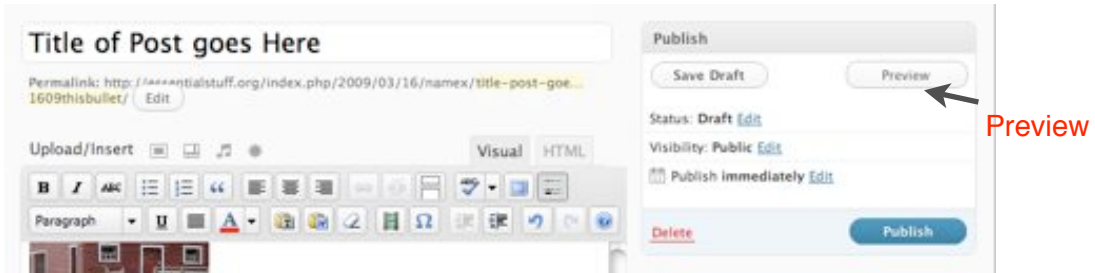 Title of Post goes Here
Permalink: http://essentialstuff.org/index.php/2009/03/16/namex/title-post-goe...
1609thisbullet/ Edit
Upload/Insert
Visual HTML
B I ABC
Paragraph U A Ω
Publish
Save Draft Preview
Status: Draft Edit
Visibility: Public Edit
Publish immediately Edit
Delete Publish
Preview